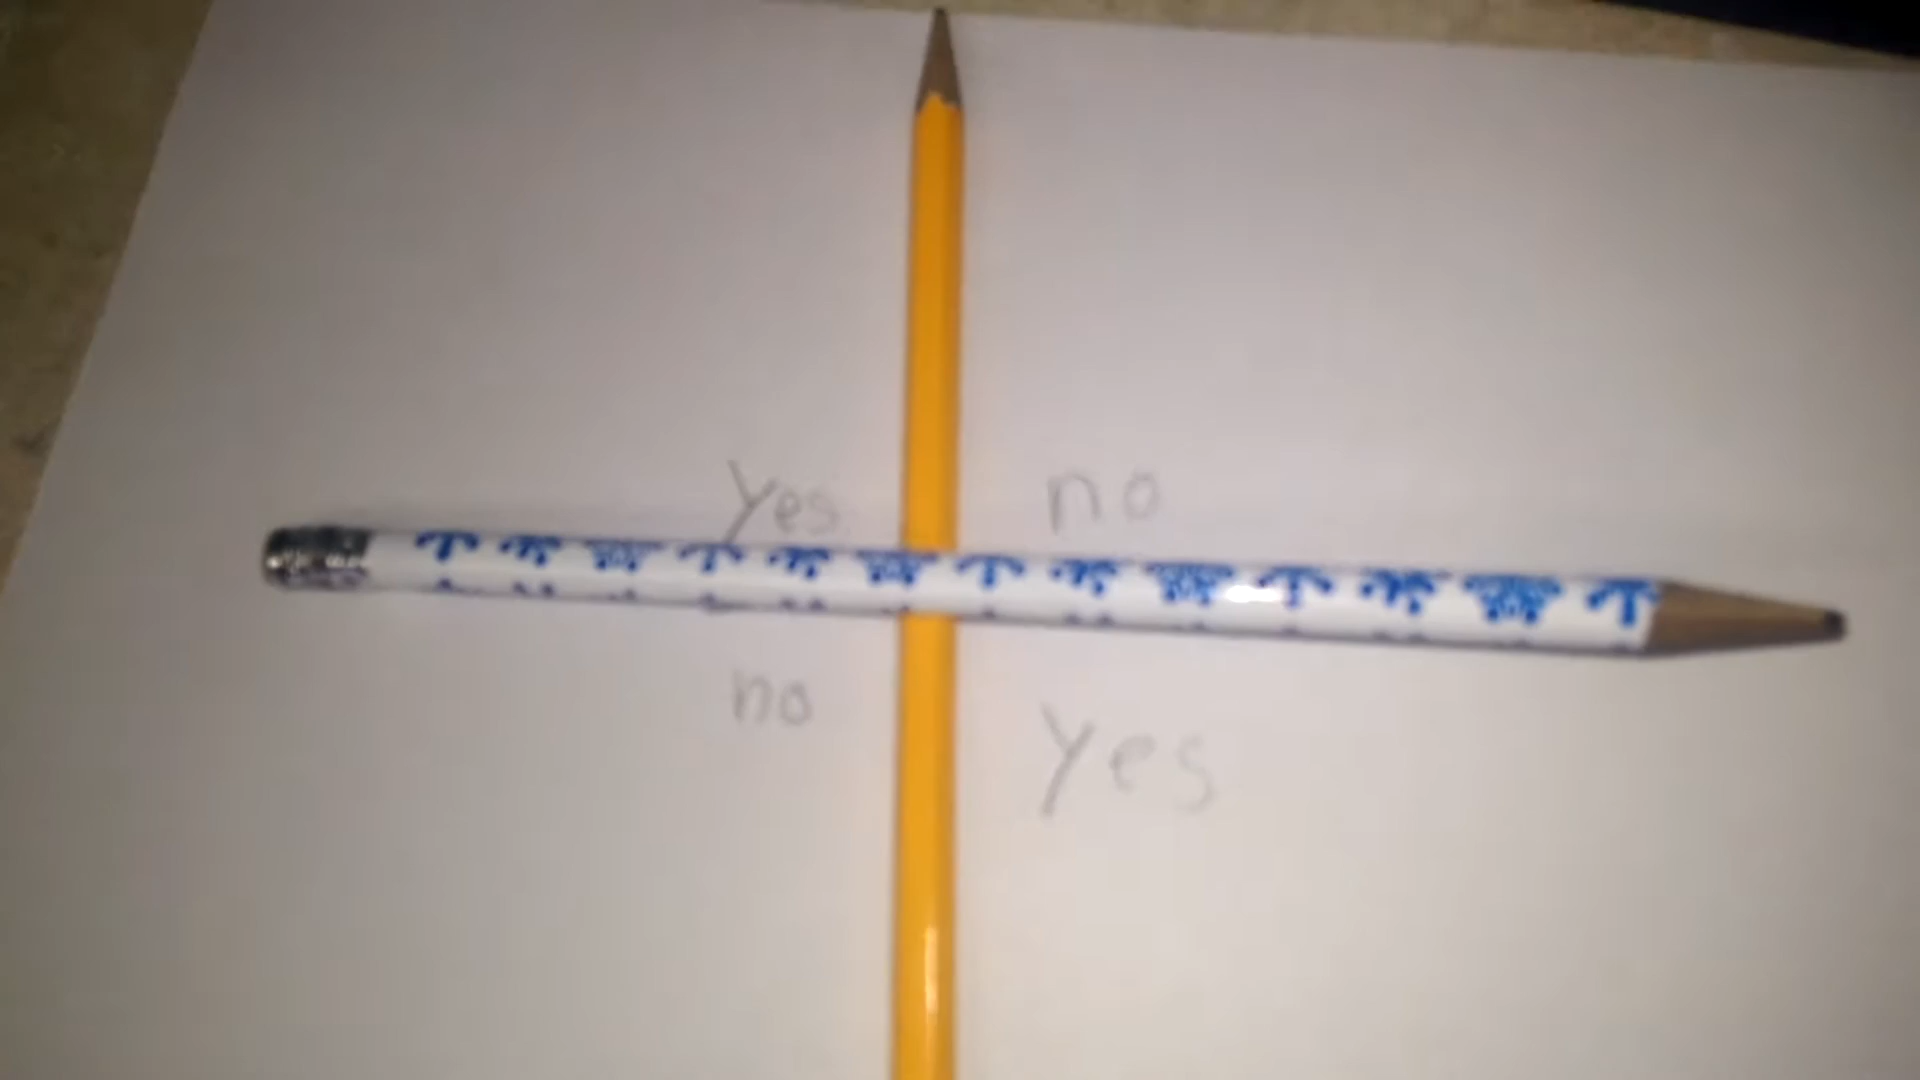 Yes no
no Yes